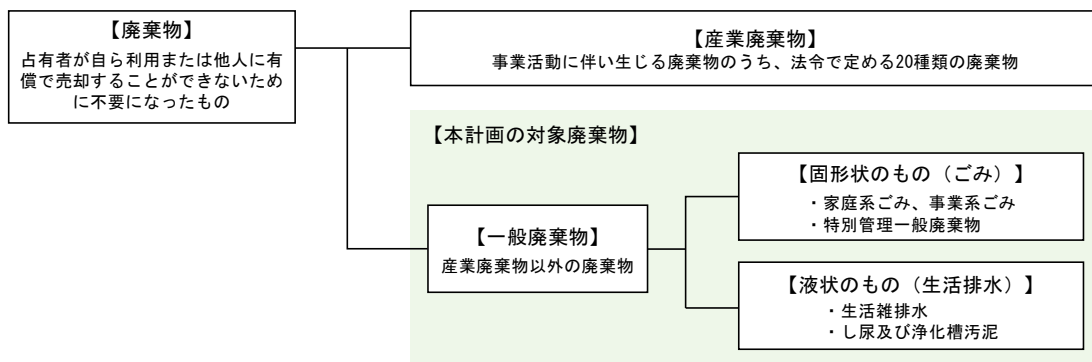 【廃棄物】
占有者が自ら利用または他人に有
償で売却することができないため
に不要になったもの
【産業廃棄物】
事業活動に伴い生じる廃棄物のうち、法令で定める20種類の廃棄物
【本計画の対象廃棄物】
【一般廃棄物】
産業廃棄物以外の廃棄物
【固形状のもの（ごみ）】
・家庭系ごみ、事業系ごみ
・特別管理一般廃棄物
【液状のもの（生活排水）】
・生活雑排水
・し尿及び浄化槽汚泥